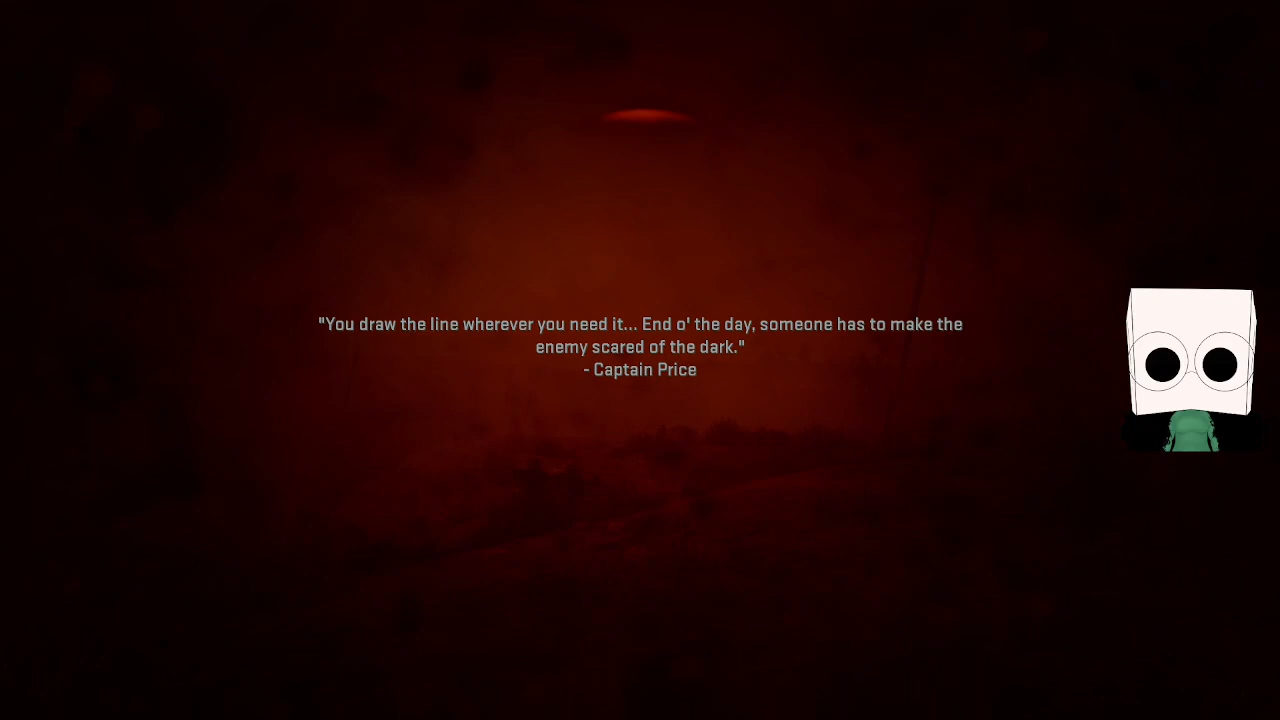 "You draw the line wherever you need it... End o' the day, someone has to make the
enemy scared of the dark."
- Captain Price